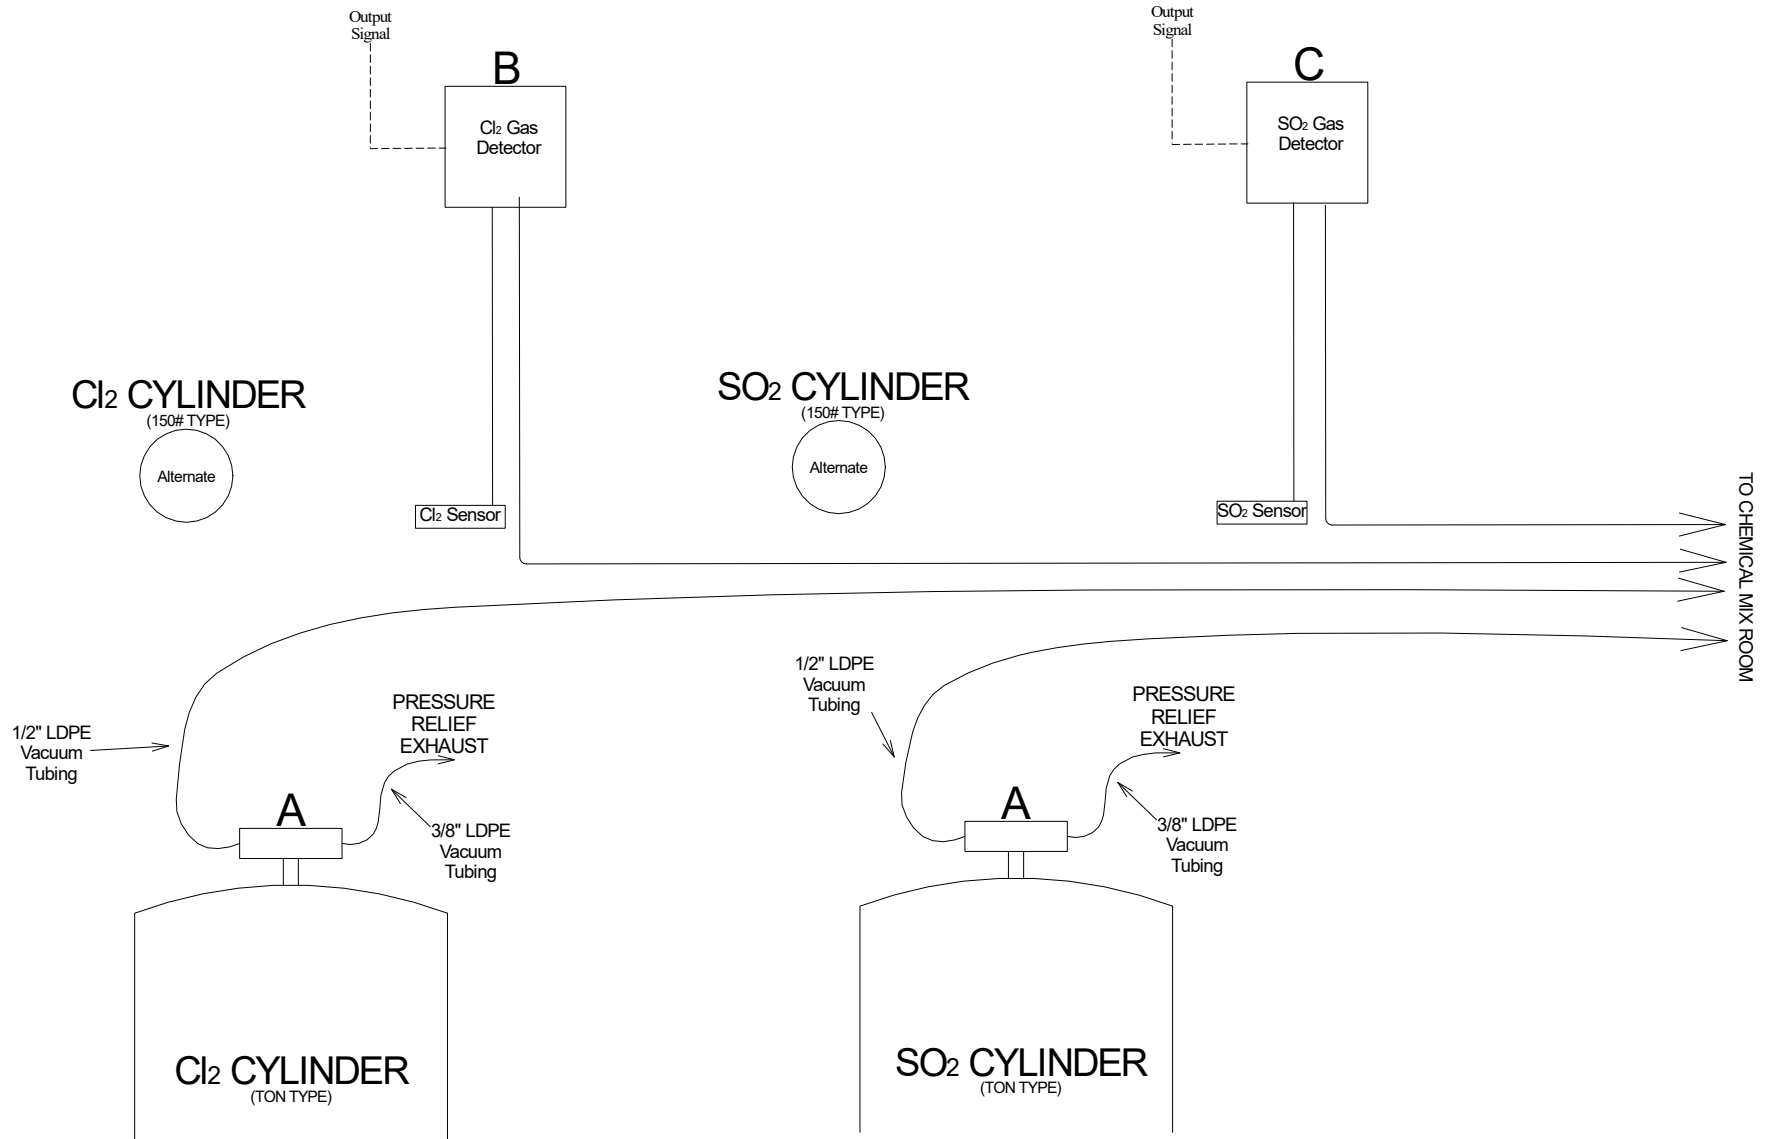 Output
Signal
B
Cl₂ Gas
Detector
Output
Signal
C
SO₂ Gas
Detector
Cl₂ CYLINDER
(150# TYPE)
Alternate
Cl₂ Sensor
SO₂ CYLINDER
(150# TYPE)
Alternate
SO₂ Sensor
TO CHEMICAL MIX ROOM
1/2" LDPE
Vacuum
Tubing
PRESSURE
RELIEF
EXHAUST
A
3/8" LDPE
Vacuum
Tubing
1/2" LDPE
Vacuum
Tubing
PRESSURE
RELIEF
EXHAUST
A
3/8" LDPE
Vacuum
Tubing
Cl₂ CYLINDER
(TON TYPE)
SO₂ CYLINDER
(TON TYPE)